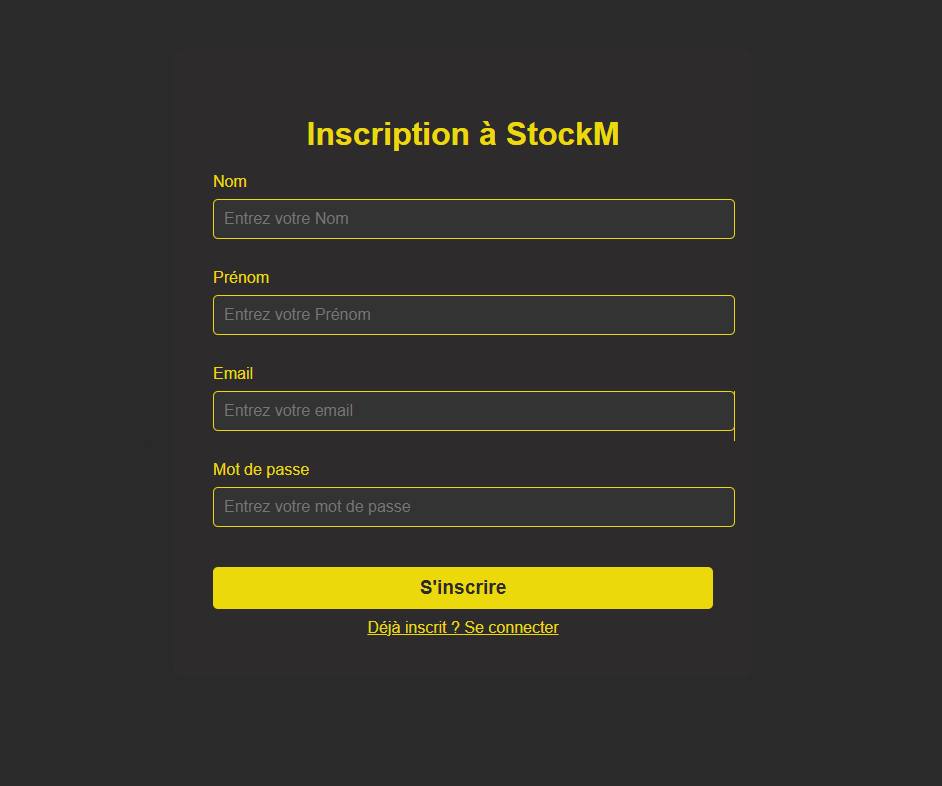 Inscription à StockM
Nom
Entrez votre Nom
Prénom
Entrez votre Prénom
Email
Entrez votre email
Mot de passe
Entrez votre mot de passe
S'inscrire
Déjà inscrit ? Se connecter